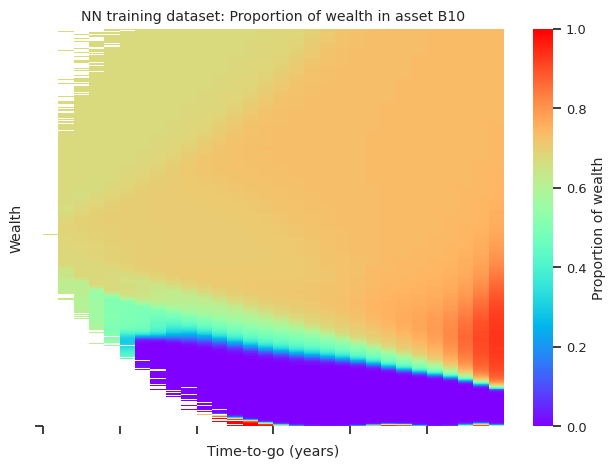 NN training dataset: Proportion of wealth in asset B10
Wealth
Time-to-go (years)
1.0
0.8
0.6
0.4
0.2
0.0
Proportion of wealth